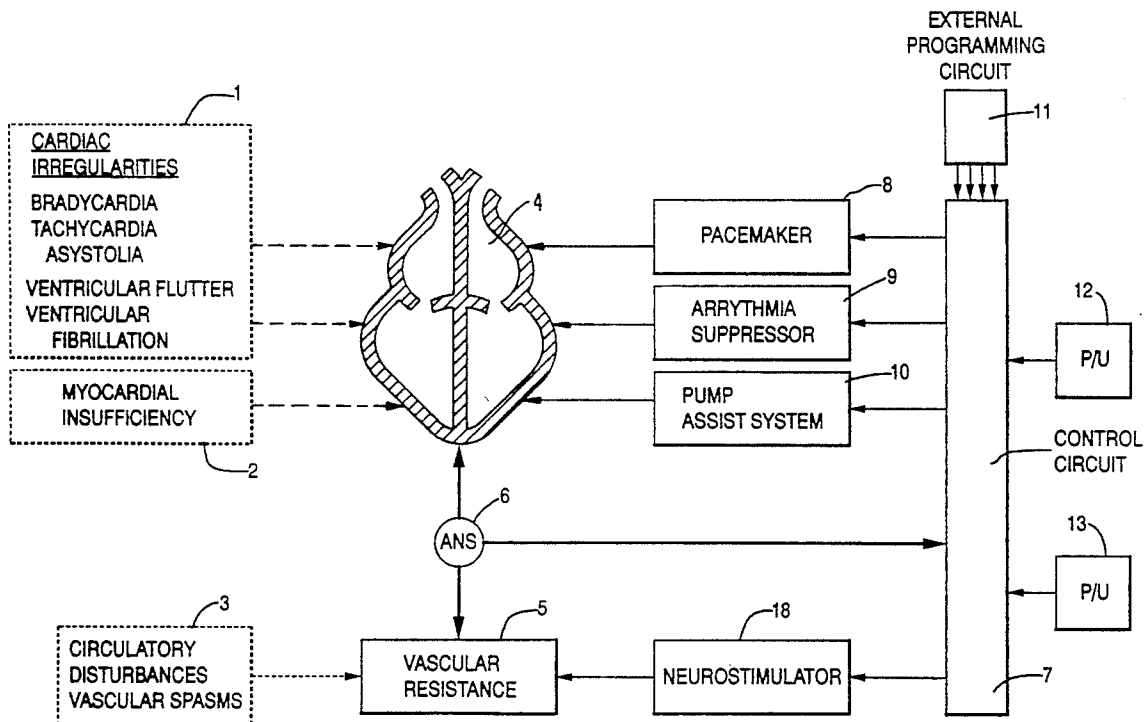 EXTERNAL
PROGRAMMING
CIRCUIT
11
1
CARDIAC
IRREGULARITIES
BRADYCARDIA
TACHYCARDIA
ASYSTOLIA
VENTRICULAR FLUTTER
VENTRICULAR
FIBRILLATION
MYOCARDIAL
INSUFFICIENCY
2
4
8
PACEMAKER
9
ARRYTHMIA
SUPPRESSOR
10
PUMP
ASSIST SYSTEM
12
P/U
CONTROL
CIRCUIT
6
ANS
13
P/U
3
CIRCULATORY
DISTURBANCES
VASCULAR SPASMS
5
VASCULAR
RESISTANCE
18
NEUROSTIMULATOR
7